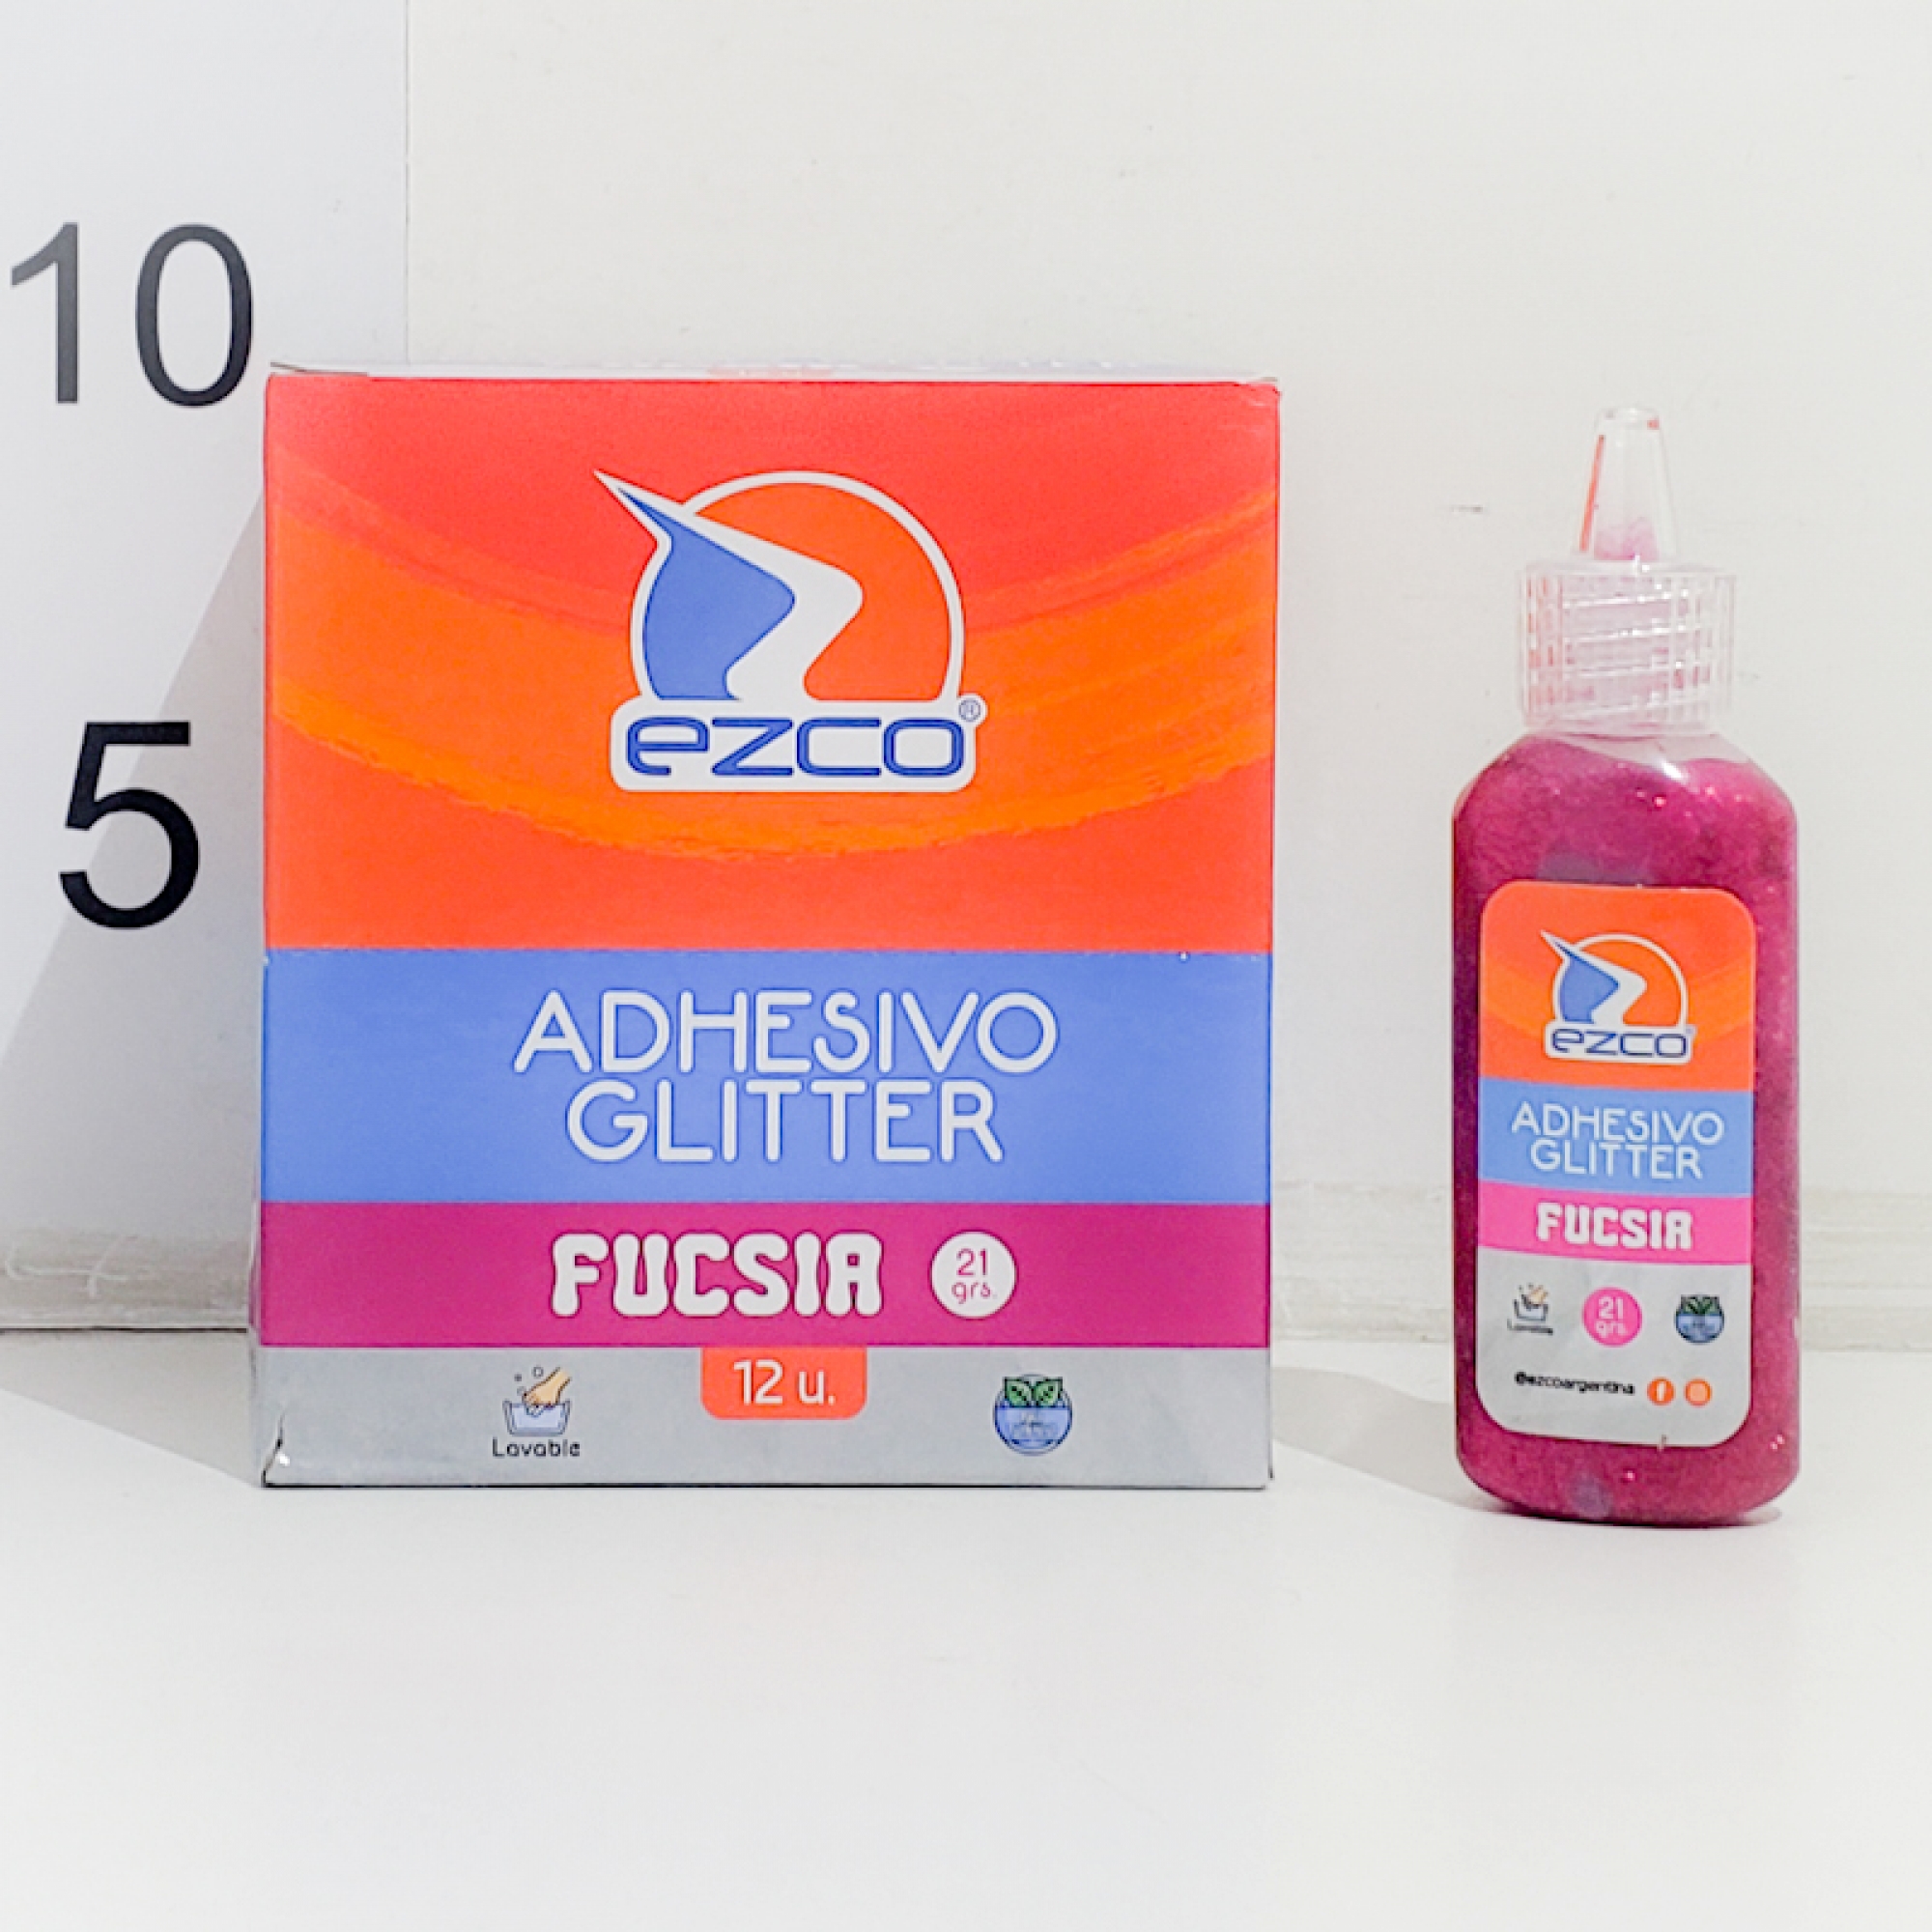 10
5
ezco®
ADHESIVO
GLITTER
FUCSIA
21
grs.
12 u.
Lavable
ezco
ADHESIVO
GLITTER
FUCSIA
Lavable
21
grs.
@ezcoargentina